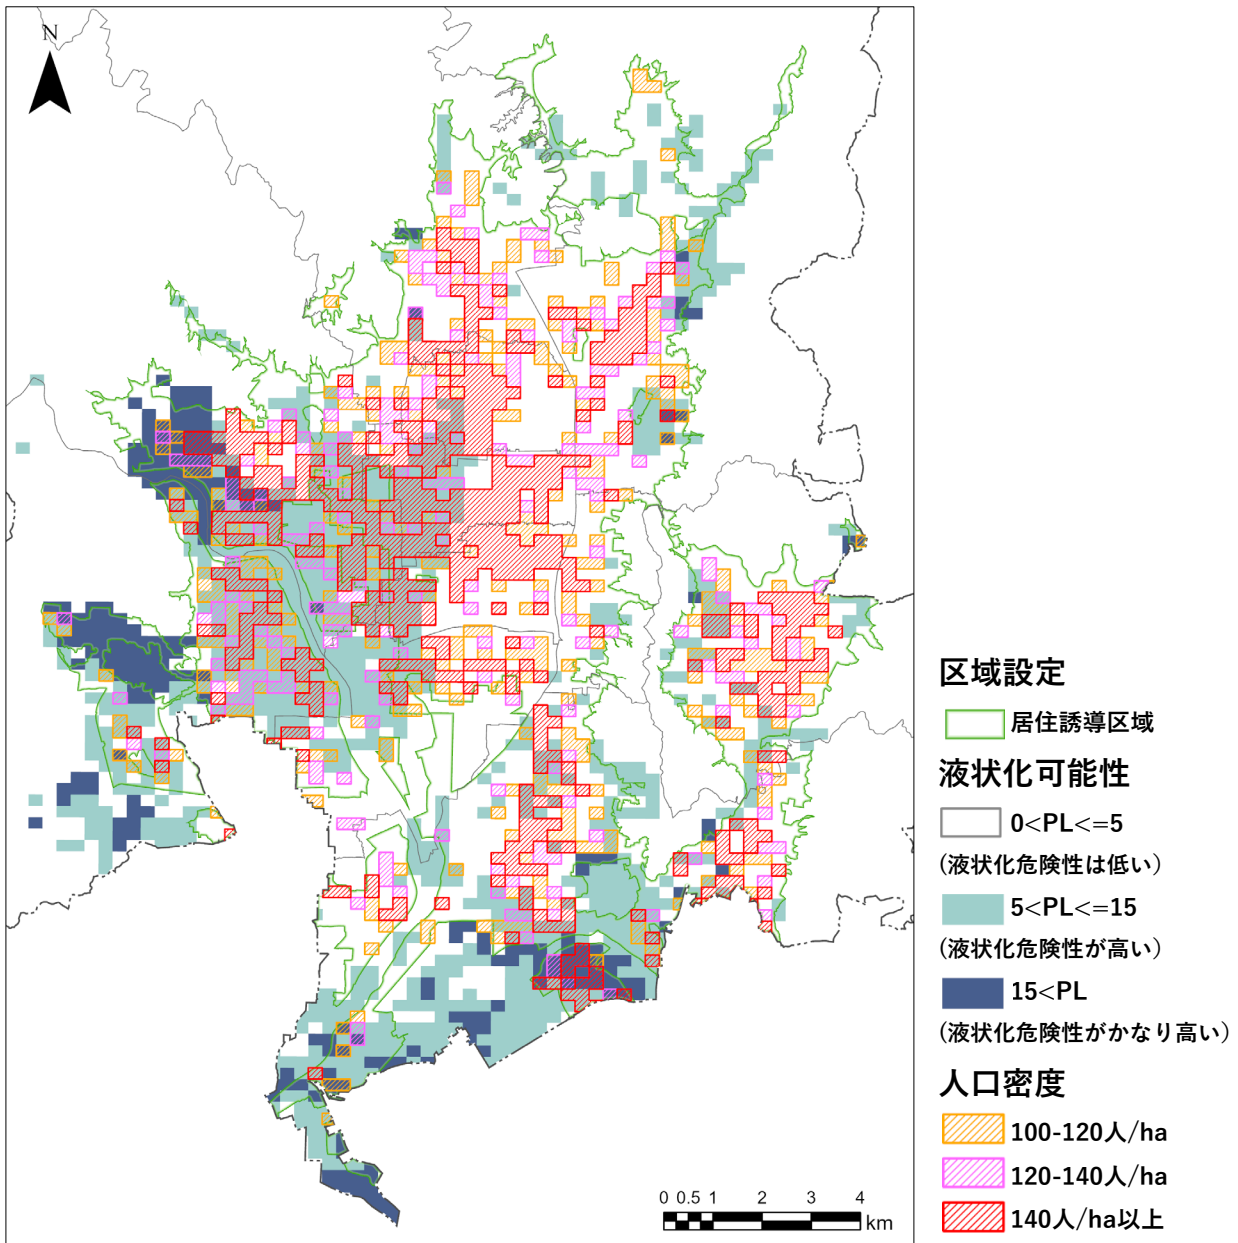 N
0 0.5 1 2 3 4
km
区域設定
居住誘導区域
液状化可能性
0<PL<=5
(液状化危険性は低い)
5<PL<=15
(液状化危険性が高い)
15<PL
(液状化危険性がかなり高い)
人口密度
100-120人/ha
120-140人/ha
140人/ha以上